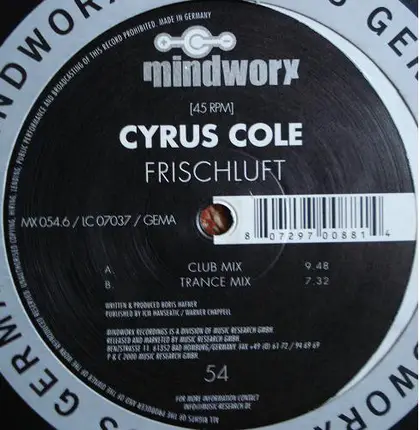 MADE IN GERMANY
mindworx
[45 RPM]
CYRUS COLE
FRISCHLUFT
MX 054.6 / LC 07037 / GEMA
8 07297 00881 4
A. CLUB MIX 9.48
B. TRANCE MIX 7.32
WRITTEN & PRODUCED BORIS HAFNER
PUBLISHED BY ICH HANSEATIC / WARNER CHAPPELL
MINDWORX RECORDINGS IS A DIVISION OF MUSIC RESEARCH GMBH.
RELEASED AND MARKETED BY MUSIC RESEARCH GMBH.
BENZSTRASSE 11. 61352 BAD HOMBURG/GERMANY. FAX +49 (0) 61 72 / 94 69 69
P & C 2000 MUSIC RESEARCH GMBH.
54
FOR MORE INFORMATION CONTACT
INFO@MUSIC-RESEARCH.DE
ALL RIGHTS OF THE PRODUCER AND OF THE OWNER OF THE WORK REPRODUCED RESERVED. UNAUTHORISED COPYING, HIRING, LENDING, PUBLIC PERFORMANCE AND BROADCASTING OF THIS RECORD PROHIBITED.